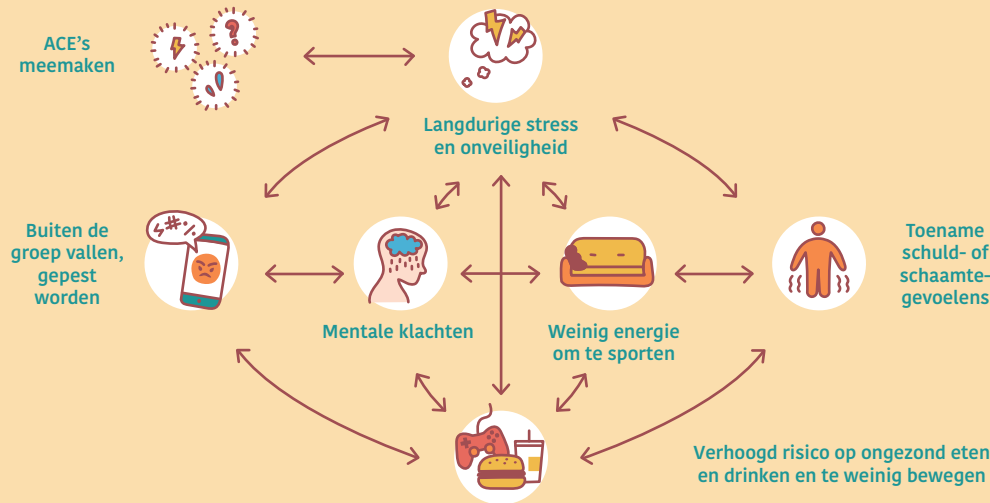 ACE's
meemaken
Langdurige stress
en onveiligheid
Buiten de
groep vallen,
gepest
worden
Mentale klachten
Weinig energie
om te sporten
Toename
schuld- of
schaamte-
gevoelens
Verhoogd risico op ongezond eten
en drinken en te weinig bewegen